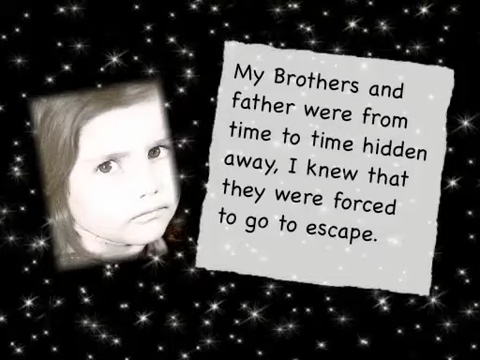 My Brothers and
father were from
time to time hidden
away, I knew that
they were forced
to go to escape.